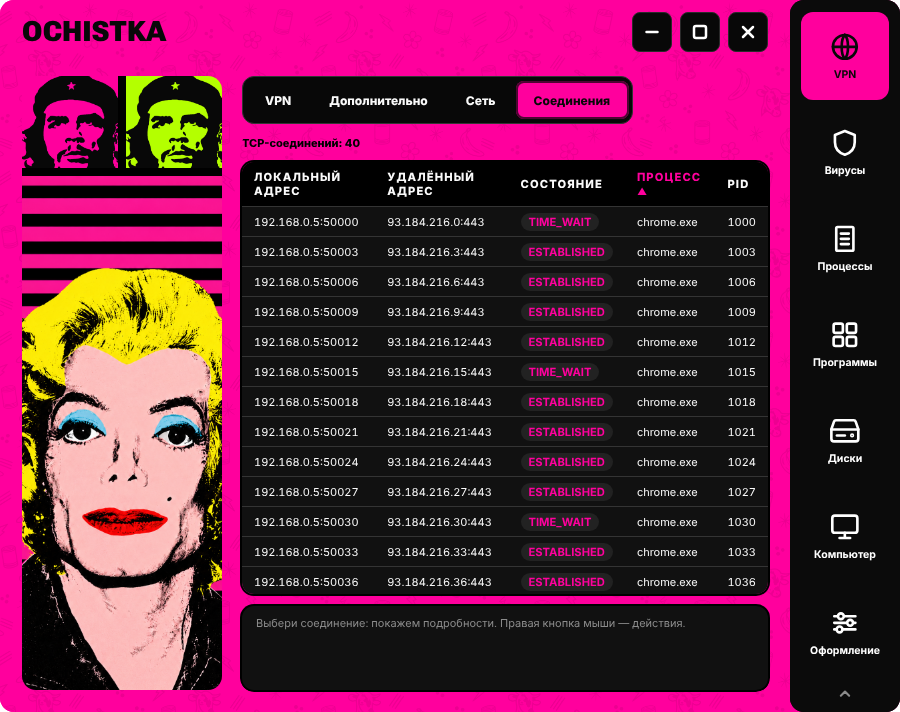 OCHISTKA
VPN
VPN Дополнительно Сеть Соединения
TCP-соединений: 40
ЛОКАЛЬНЫЙ АДРЕС УДАЛЁННЫЙ АДРЕС СОСТОЯНИЕ ПРОЦЕСС ▲ PID
192.168.0.5:50000 93.184.216.0:443 TIME_WAIT chrome.exe 1000
192.168.0.5:50003 93.184.216.3:443 ESTABLISHED chrome.exe 1003
192.168.0.5:50006 93.184.216.6:443 ESTABLISHED chrome.exe 1006
192.168.0.5:50009 93.184.216.9:443 ESTABLISHED chrome.exe 1009
192.168.0.5:50012 93.184.216.12:443 ESTABLISHED chrome.exe 1012
192.168.0.5:50015 93.184.216.15:443 TIME_WAIT chrome.exe 1015
192.168.0.5:50018 93.184.216.18:443 ESTABLISHED chrome.exe 1018
192.168.0.5:50021 93.184.216.21:443 ESTABLISHED chrome.exe 1021
192.168.0.5:50024 93.184.216.24:443 ESTABLISHED chrome.exe 1024
192.168.0.5:50027 93.184.216.27:443 ESTABLISHED chrome.exe 1027
192.168.0.5:50030 93.184.216.30:443 TIME_WAIT chrome.exe 1030
192.168.0.5:50033 93.184.216.33:443 ESTABLISHED chrome.exe 1033
192.168.0.5:50036 93.184.216.36:443 ESTABLISHED chrome.exe 1036
Выбери соединение: покажем подробности. Правая кнопка мыши — действия.
Вирусы
Процессы
Программы
Диски
Компьютер
Оформление